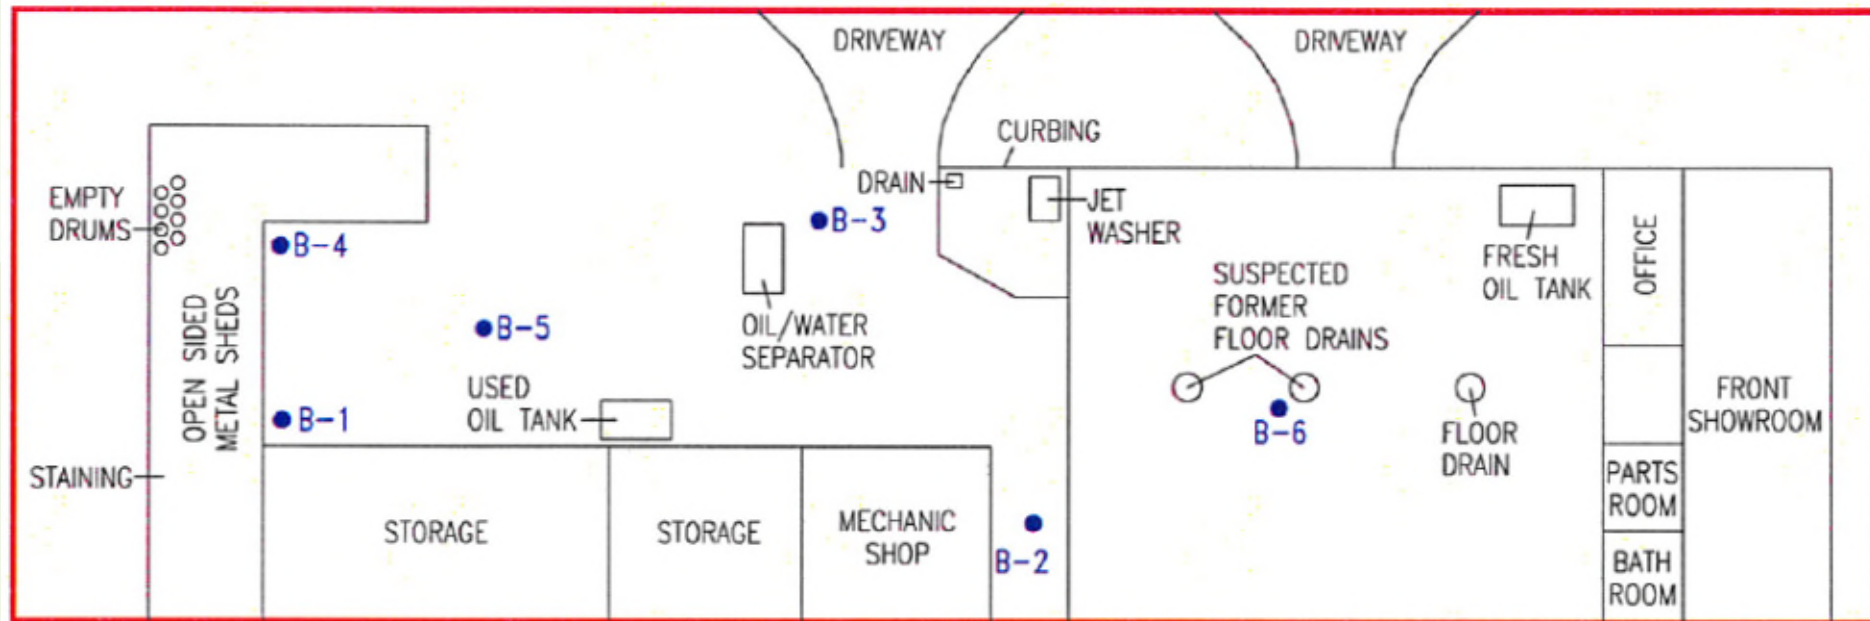 DRIVEWAY
DRIVEWAY
CURBING
DRAIN
EMPTY
DRUMS
B-4
B-3
JET
WASHER
FRESH
OIL TANK
OFFICE
SUSPECTED
FORMER
FLOOR DRAINS
OPEN SIDED
METAL SHEDS
B-5
OIL/WATER
SEPARATOR
USED
OIL TANK
B-1
B-6
FLOOR
DRAIN
FRONT
SHOWROOM
STAINING
PARTS
ROOM
STORAGE
STORAGE
MECHANIC
SHOP
B-2
BATH
ROOM